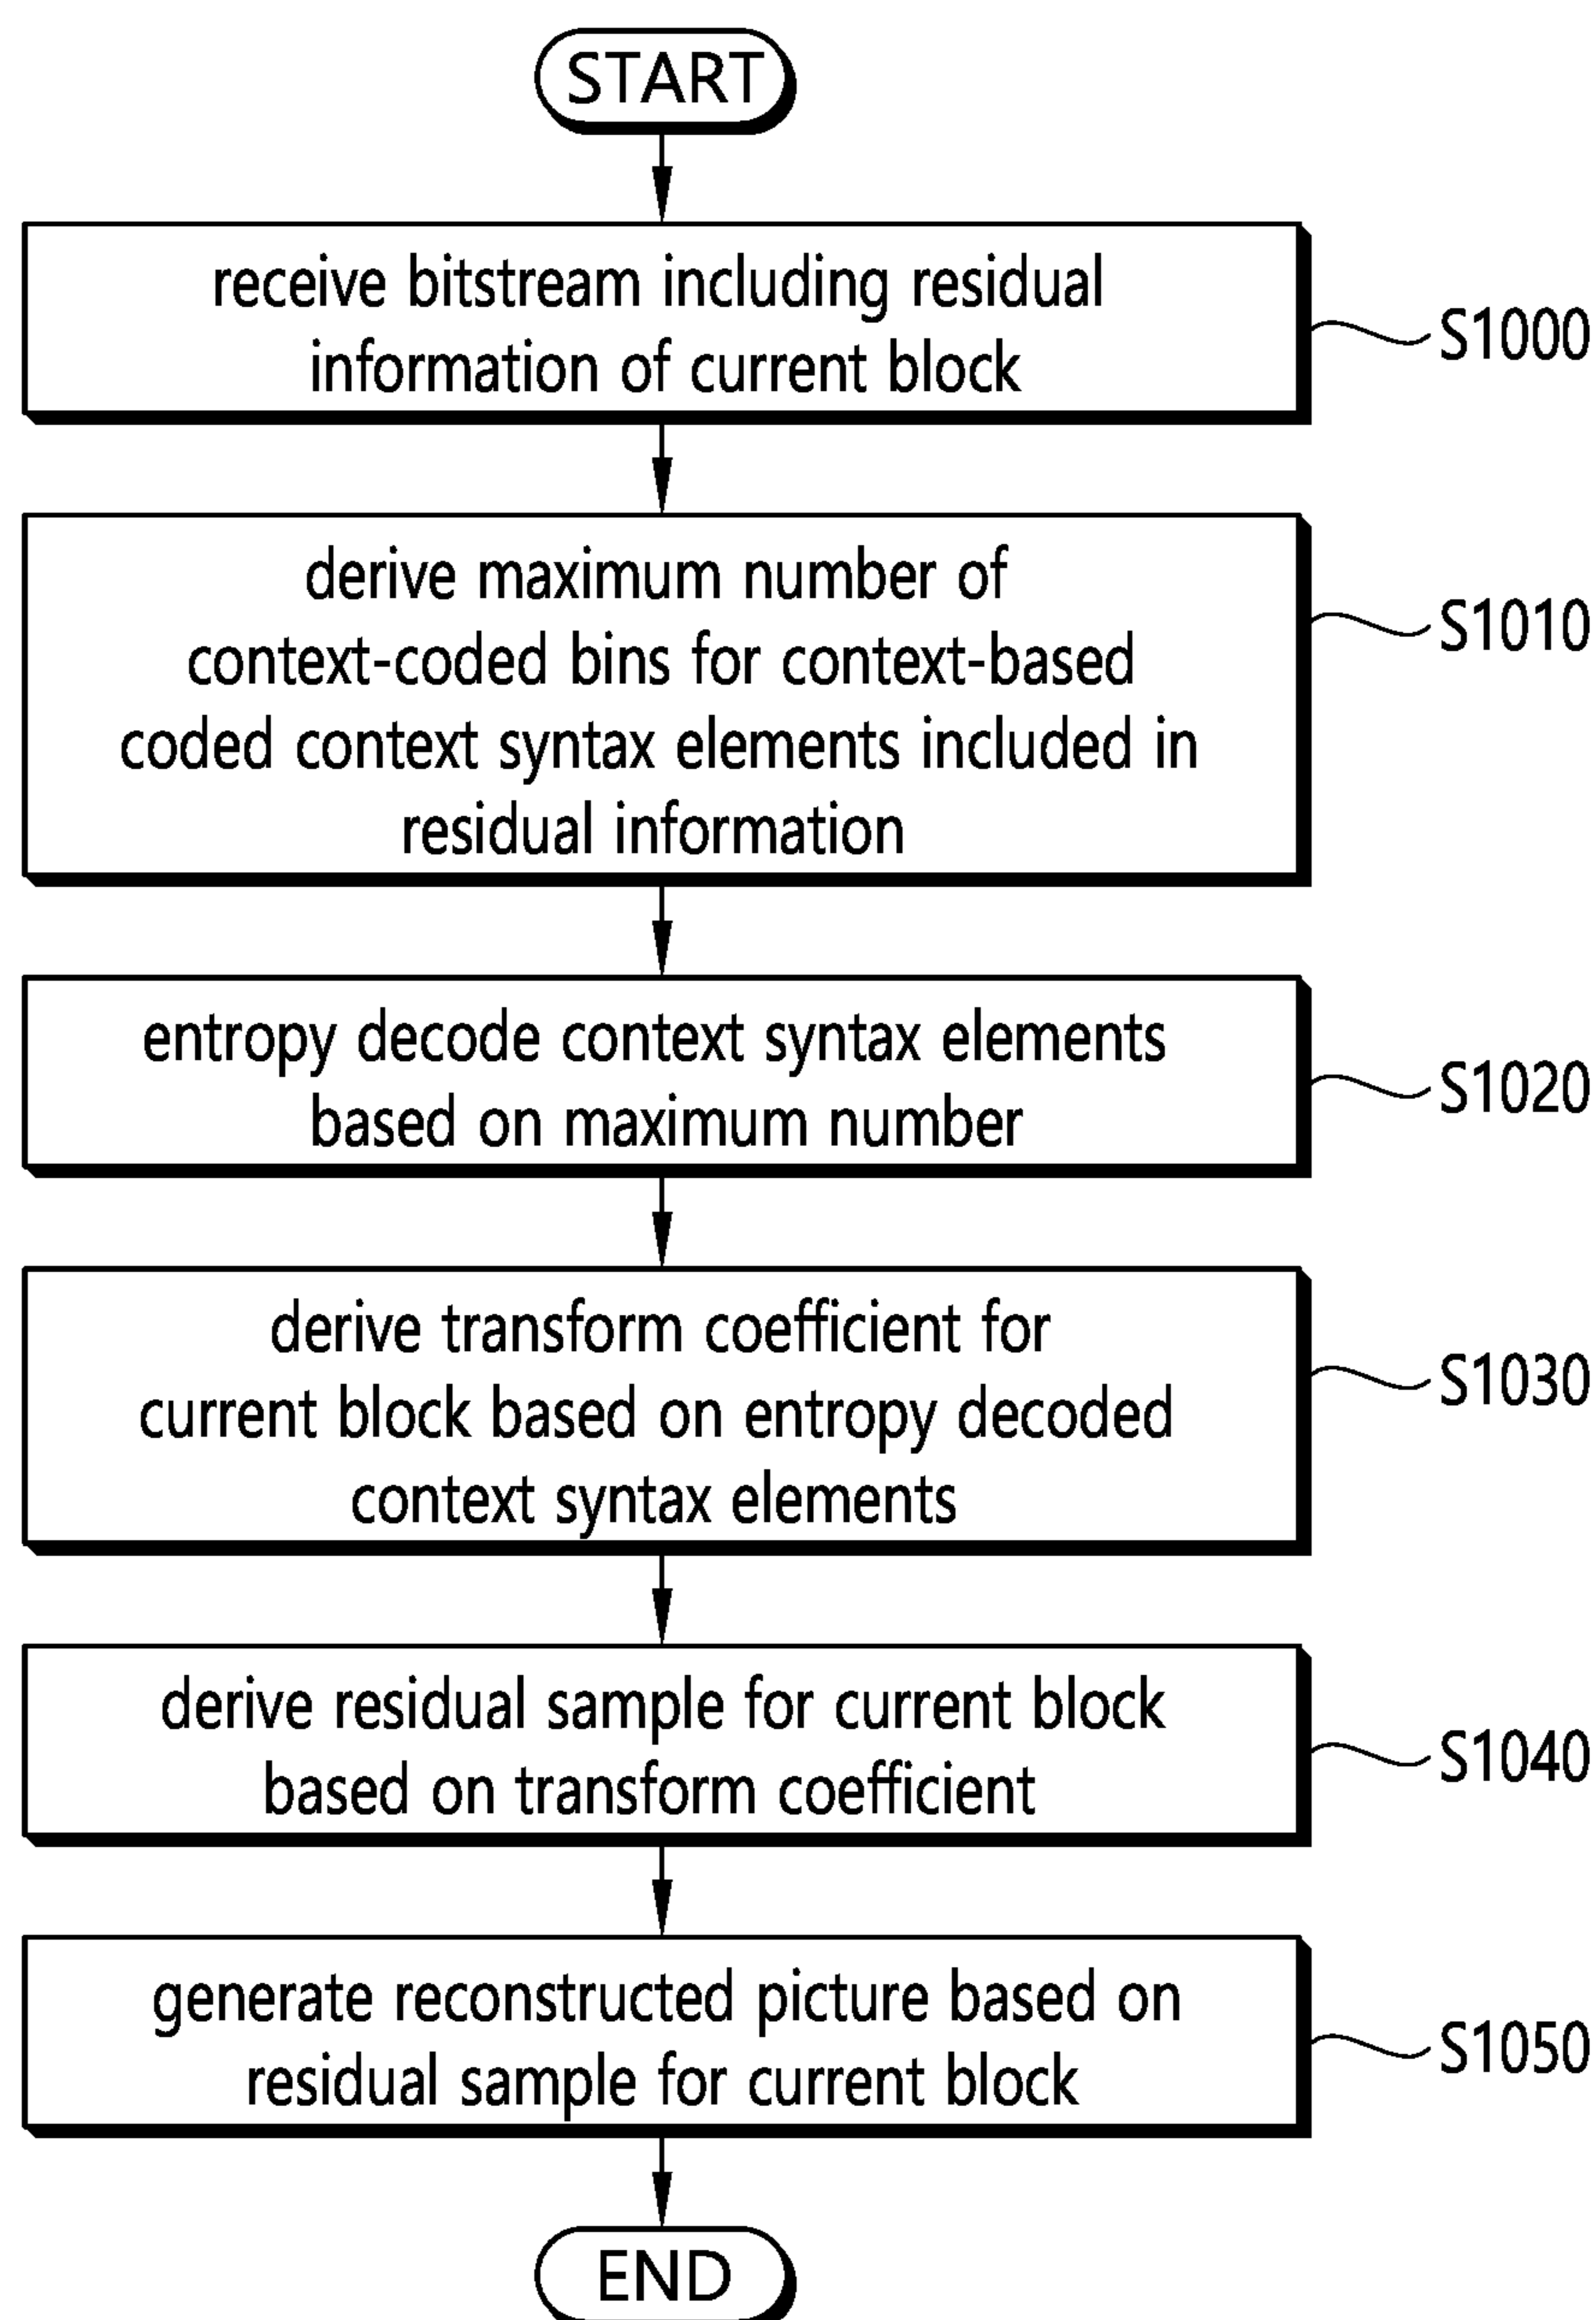 START
receive bitstream including residual
information of current block
S1000
derive maximum number of
context-coded bins for context-based
coded context syntax elements included in
residual information
S1010
entropy decode context syntax elements
based on maximum number
S1020
derive transform coefficient for
current block based on entropy decoded
context syntax elements
S1030
derive residual sample for current block
based on transform coefficient
S1040
generate reconstructed picture based on
residual sample for current block
S1050
END